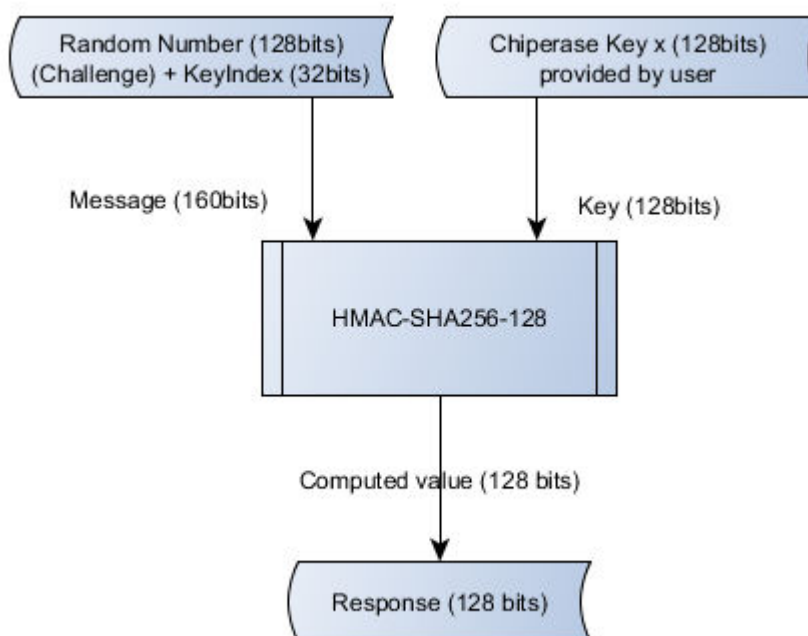 Random Number (128bits)
(Challenge) + KeyIndex (32bits)
Chiperase Key x (128bits)
provided by user
Message (160bits)
Key (128bits)
HMAC-SHA256-128
Computed value (128 bits)
Response (128 bits)